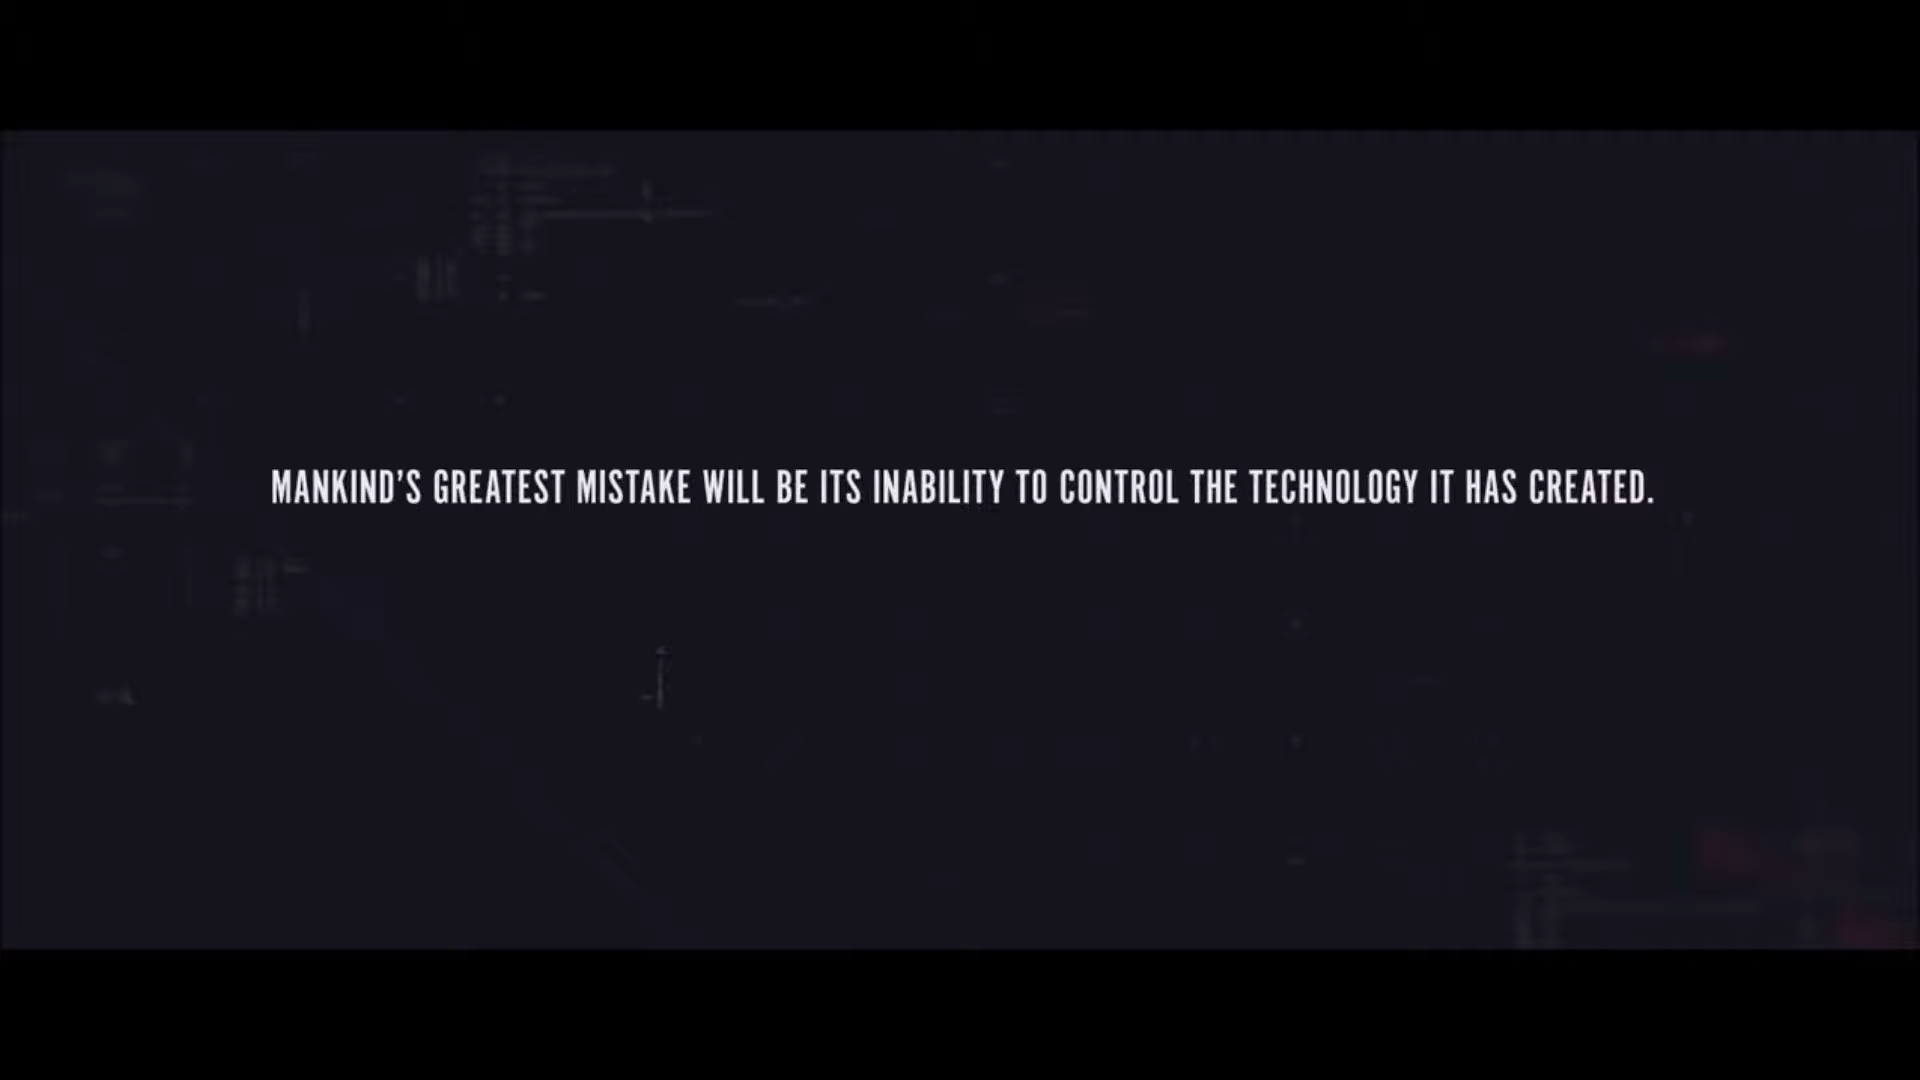 MANKIND’S GREATEST MISTAKE WILL BE ITS INABILITY TO CONTROL THE TECHNOLOGY IT HAS CREATED.